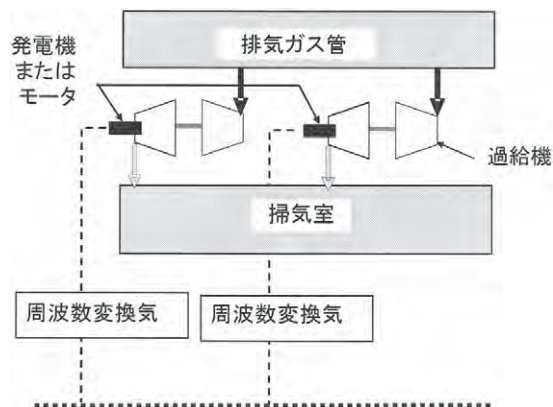 発電機
または
モータ
排気ガス管
過給機
掃気室
周波数変換気
周波数変換気